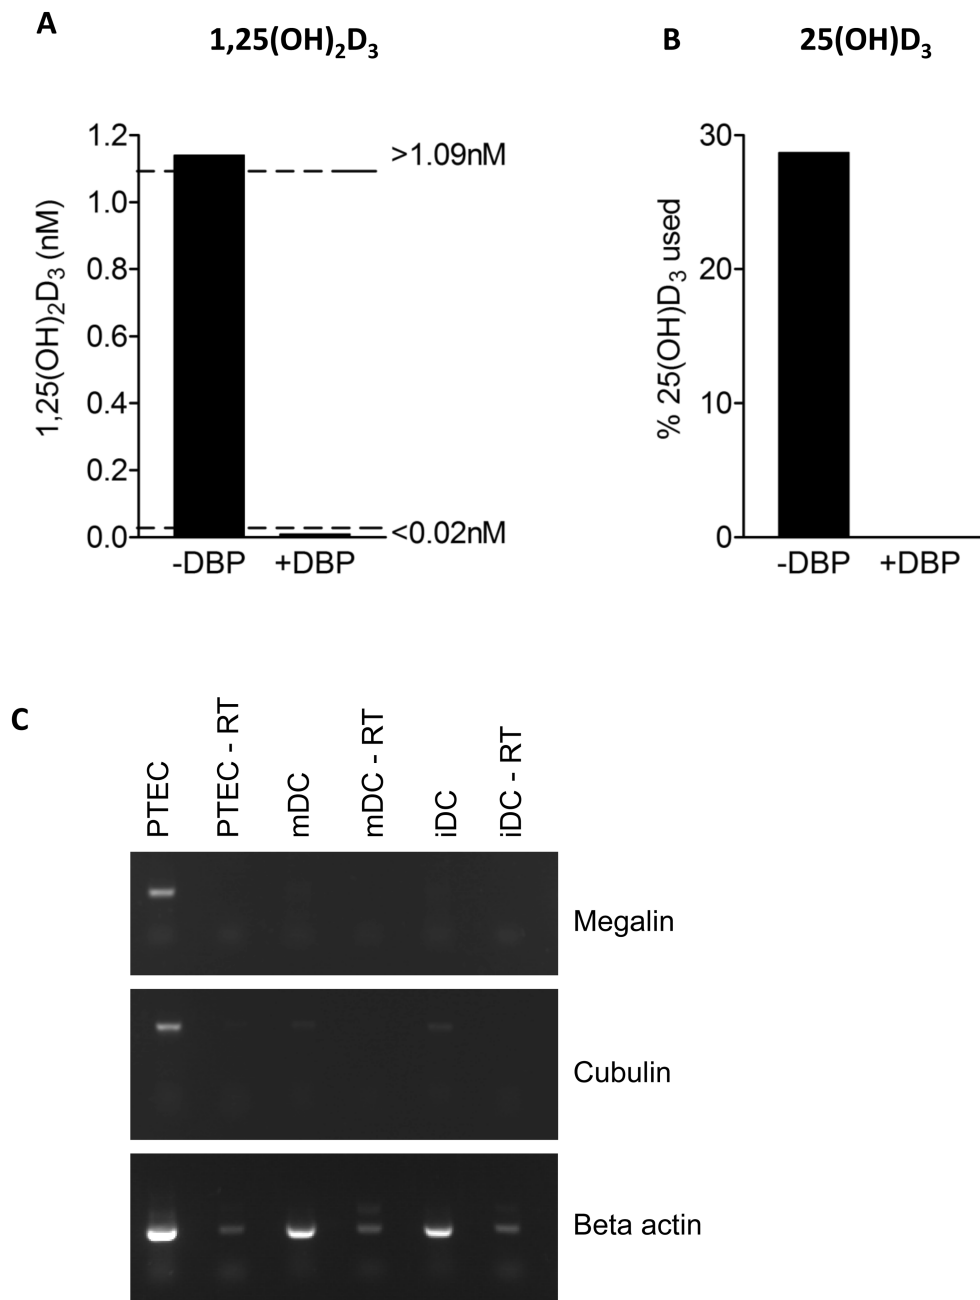 A
1,25(OH)₂D₃
1,25(OH)₂D₃ (nM)
1.2
1.0
0.8
0.6
0.4
0.2
0.0
>1.09nM
<0.02nM
-DBP +DBP
B
25(OH)D₃
% 25(OH)D₃ used
30
20
10
0
-DBP +DBP
C
PTEC
PTEC - RT
mDC
mDC - RT
iDC
iDC - RT
Megalin
Cubulin
Beta actin